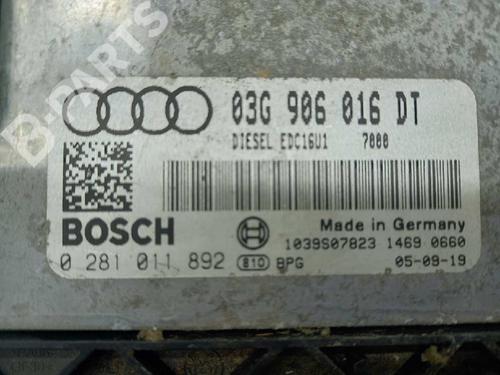 B-PARTS
03G 906 016 DT
DIESEL EDC16U1 7000
BOSCH
Made in Germany
1039S07823 1469 0660
0 281 011 892 810 BPG 05-09-19